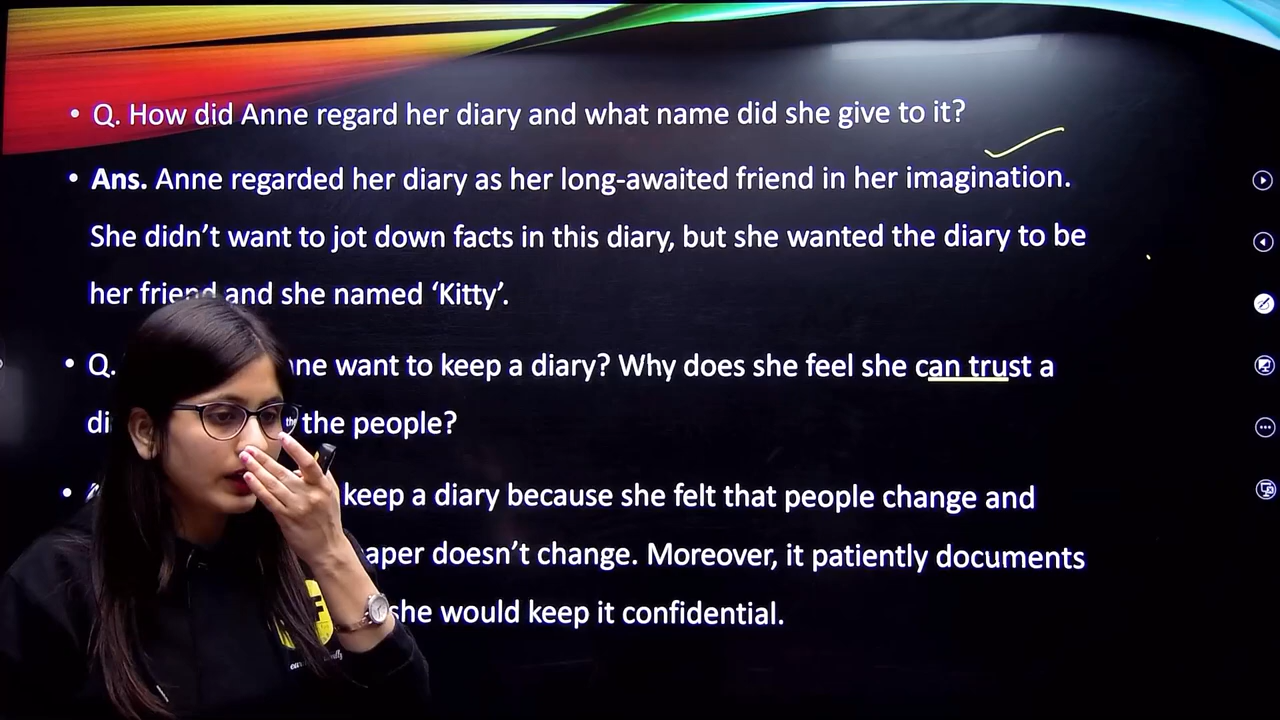 • Q. How did Anne regard her diary and what name did she give to it?
• Ans. Anne regarded her diary as her long-awaited friend in her imagination.
She didn't want to jot down facts in this diary, but she wanted the diary to be
her friend and she named 'Kitty'.
• Q. want to keep a diary? Why does she feel she can trust a
the people?
• keep a diary because she felt that people change and
doesn't change. Moreover, it patiently documents
she would keep it confidential.